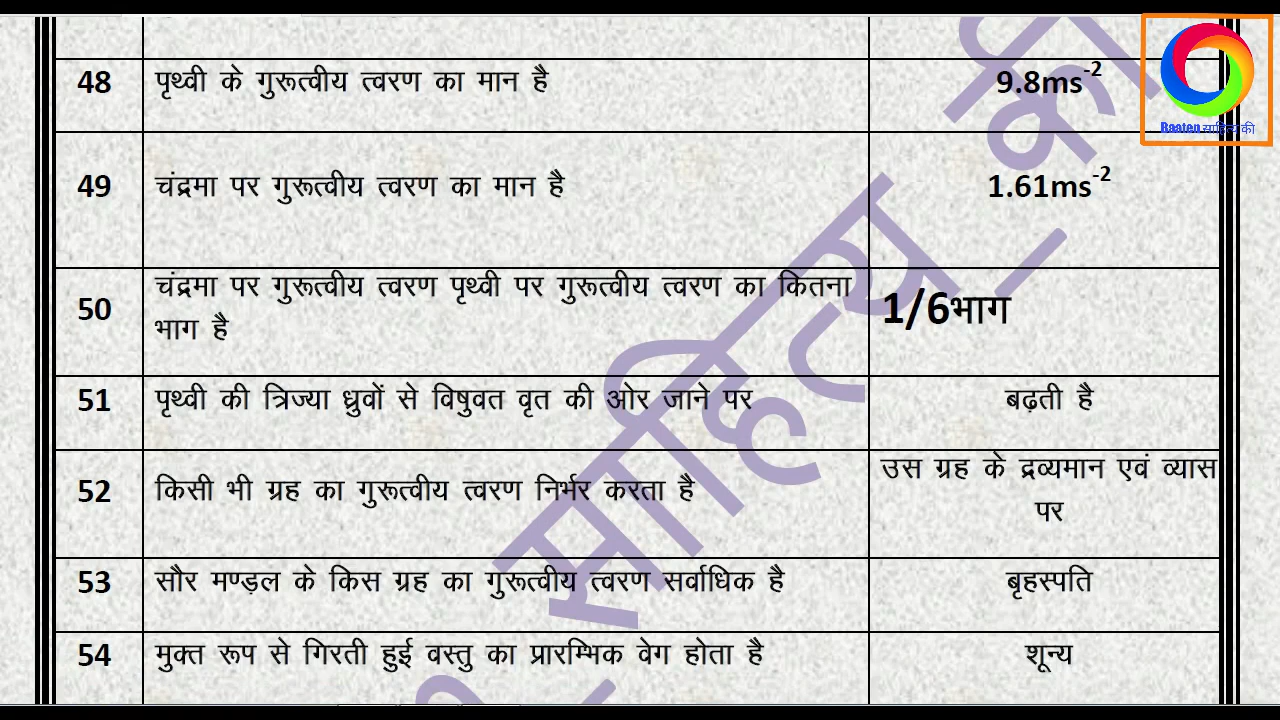 48 पृथ्वी के गुरूत्वीय त्वरण का मान है 9.8ms⁻²
49 चंद्रमा पर गुरूत्वीय त्वरण का मान है 1.61ms⁻²
चंद्रमा पर गुरूत्वीय त्वरण पृथ्वी पर गुरूत्वीय त्वरण का कितना
50 भाग है 1/6भाग
51 पृथ्वी की त्रिज्या ध्रुवों से विषुवत वृत की ओर जाने पर बढ़ती है
52 किसी भी ग्रह का गुरूत्वीय त्वरण निर्भर करता है उस ग्रह के द्रव्यमान एवं व्यास
पर
53 सौर मण्डल के किस ग्रह का गुरूत्वीय त्वरण सर्वाधिक है बृहस्पति
54 मुक्त रूप से गिरती हुई वस्तु का प्रारम्भिक वेग होता है शून्य
Raaten साहित्य की
साहित्य_की